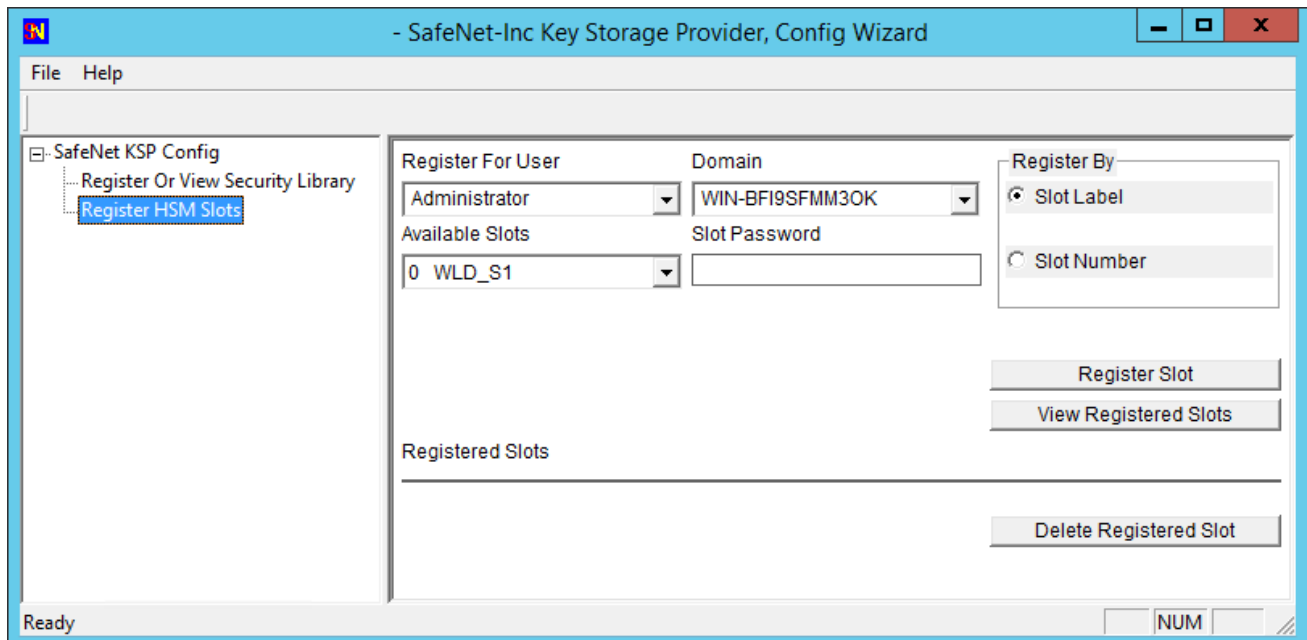 - SafeNet-Inc Key Storage Provider, Config Wizard
File Help
SafeNet KSP Config
Register Or View Security Library
Register HSM Slots
Register For User
Domain
Administrator
WIN-BFI9SFMM3OK
Available Slots
Slot Password
0 WLD_S1
Register By
Slot Label
Slot Number
Register Slot
View Registered Slots
Registered Slots
Delete Registered Slot
Ready
NUM